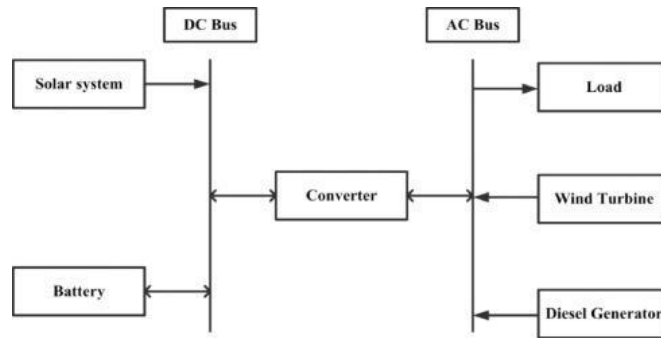 DC Bus
AC Bus
Solar system
Load
Converter
Wind Turbine
Battery
Diesel Generator